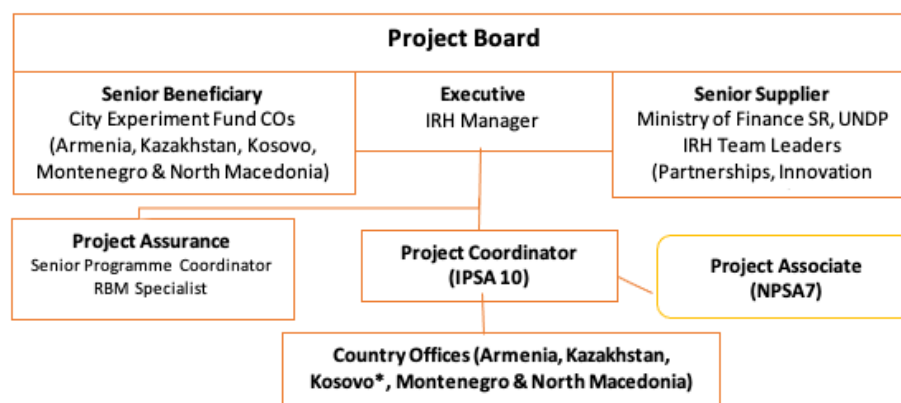 Project Board
Senior Beneficiary
City Experiment Fund COs
(Armenia, Kazakhstan, Kosovo,
Montenegro & North Macedonia)
Executive
IRH Manager
Senior Supplier
Ministry of Finance SR, UNDP
IRH Team Leaders
(Partnerships, Innovation
Project Assurance
Senior Programme Coordinator
RBM Specialist
Project Coordinator
(IPSA 10)
Project Associate
(NPSA7)
Country Offices (Armenia, Kazakhstan,
Kosovo*, Montenegro & North Macedonia)